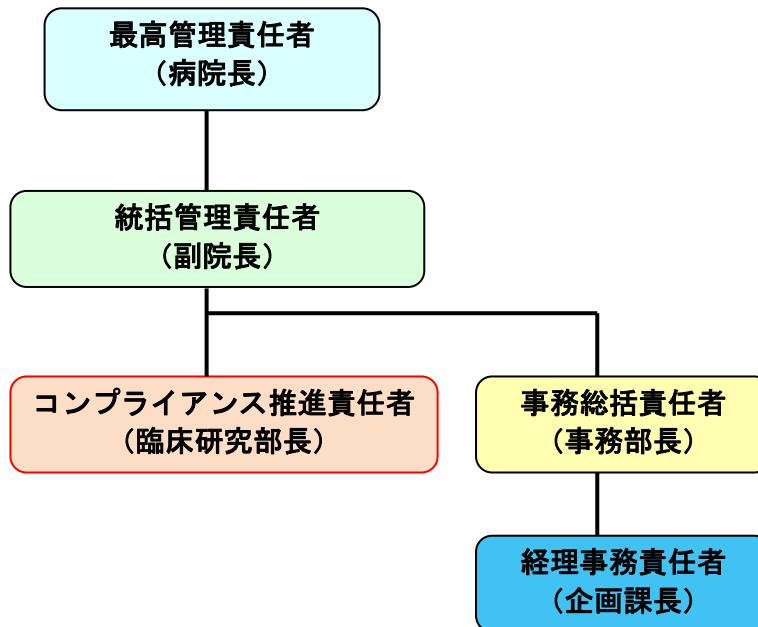 最高管理責任者
（病院長）
統括管理責任者
（副院長）
コンプライアンス推進責任者
（臨床研究部長）
事務総括責任者
（事務部長）
経理事務責任者
（企画課長）